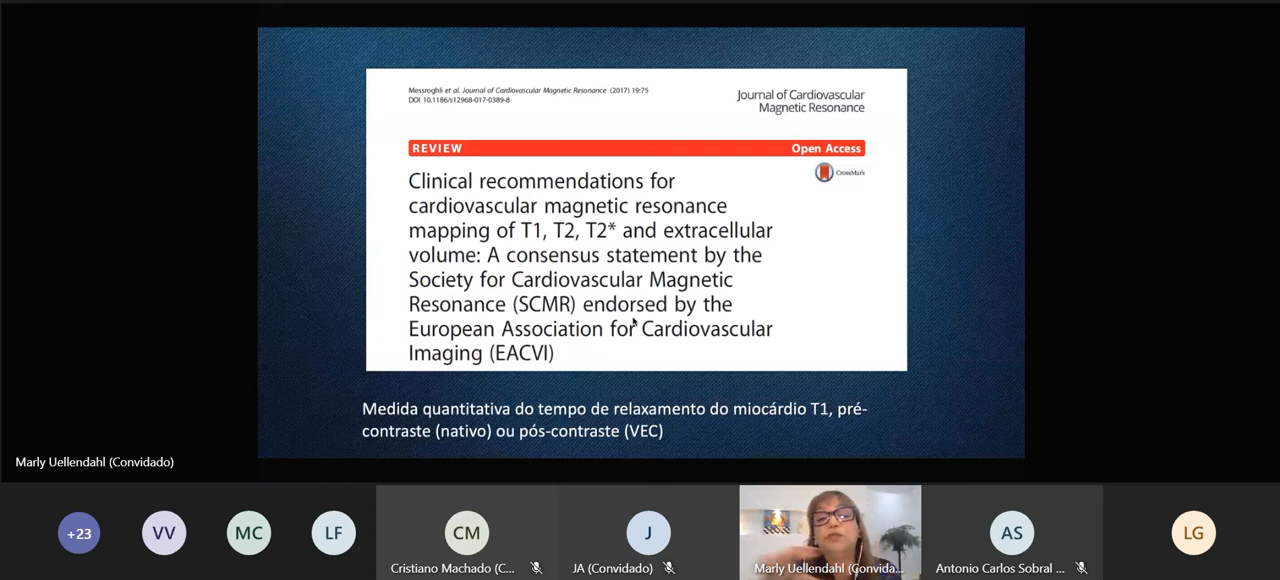 Messroghli et al. Journal of Cardiovascular Magnetic Resonance (2017) 19:75
DOI 10.1186/s12968-017-0389-8
Journal of Cardiovascular
Magnetic Resonance
REVIEW
Open Access
CrossMark
Clinical recommendations for
cardiovascular magnetic resonance
mapping of T1, T2, T2* and extracellular
volume: A consensus statement by the
Society for Cardiovascular Magnetic
Resonance (SCMR) endorsed by the
European Association for Cardiovascular
Imaging (EACVI)
Medida quantitativa do tempo de relaxamento do miocárdio T1, pré-
contraste (nativo) ou pós-contraste (VEC)
Marly Uellendahl (Convidado)
+23
VV
MC
LF
CM
Cristiano Machado (C...
J
JA (Convidado)
Marly Uellendahl (Convida...
AS
Antonio Carlos Sobral ...
LG